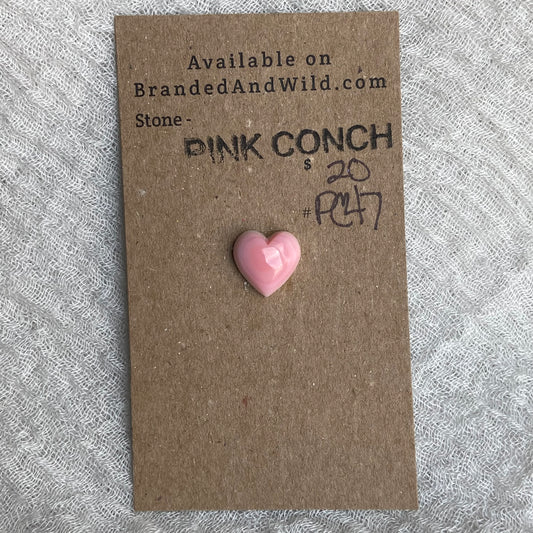 Available on
BrandedAndWild.com
Stone -
PINK CONCH
$ 20
# PC47